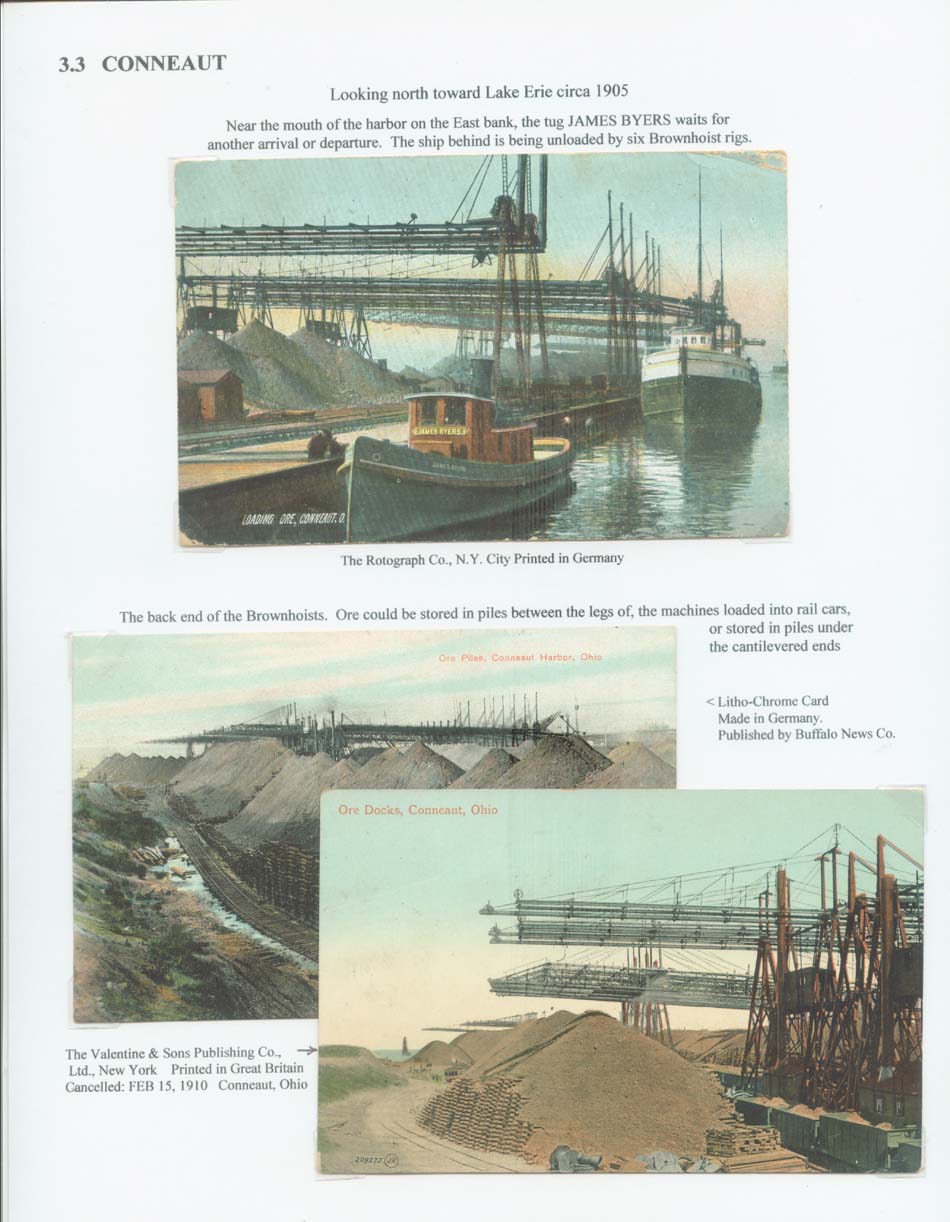 3.3 CONNEAUT
Looking north toward Lake Erie circa 1905
Near the mouth of the harbor on the East bank, the tug JAMES BYERS waits for
another arrival or departure. The ship behind is being unloaded by six Brownhoist rigs.
JAMES BYERS
JAMES BYERS
LOADING ORE, CONNEAUT. O.
The Rotograph Co., N.Y. City Printed in Germany
The back end of the Brownhoists. Ore could be stored in piles between the legs of, the machines loaded into rail cars,
or stored in piles under
the cantilevered ends
Ore Piles, Conneaut Harbor, Ohio
< Litho-Chrome Card
Made in Germany.
Published by Buffalo News Co.
Ore Docks, Conneaut, Ohio
The Valentine & Sons Publishing Co.,
Ltd., New York Printed in Great Britain
Cancelled: FEB 15, 1910 Conneaut, Ohio
209272 JV